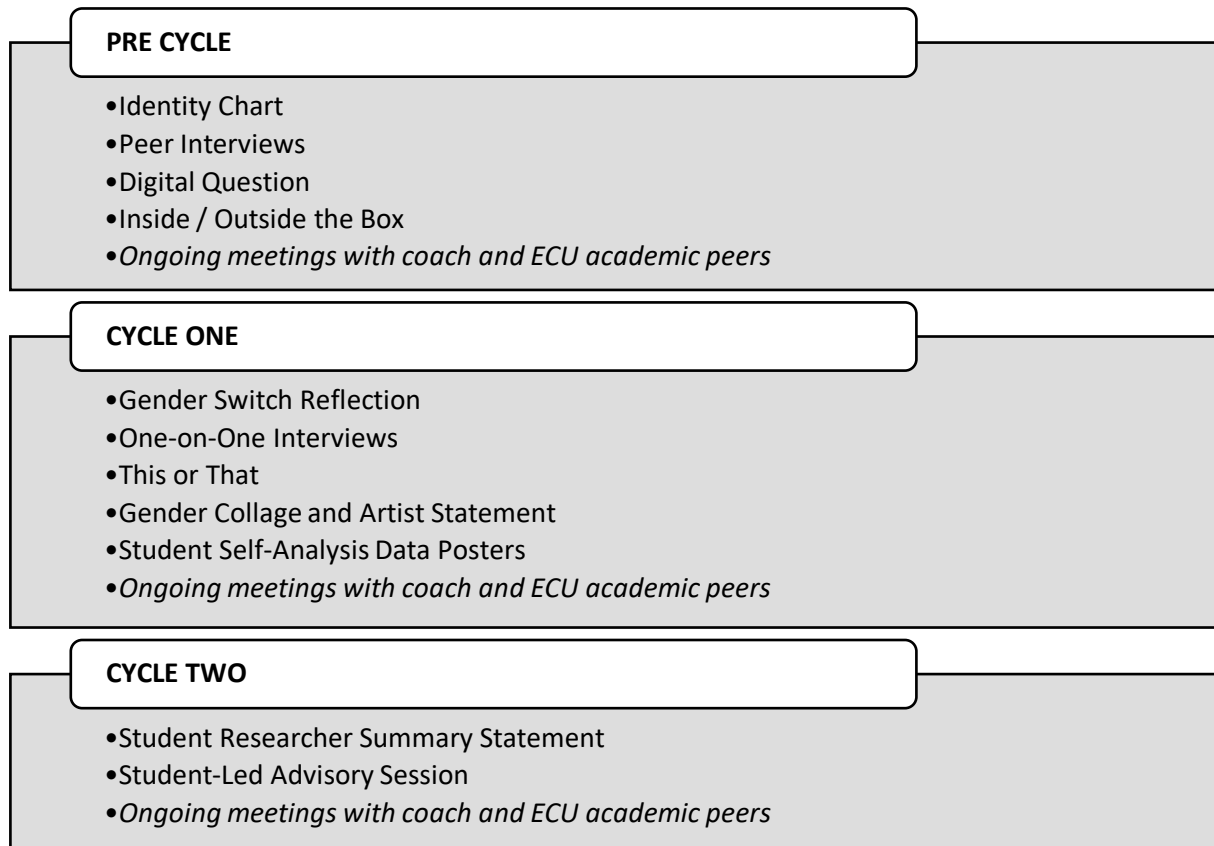 PRE CYCLE
•Identity Chart
•Peer Interviews
•Digital Question
•Inside / Outside the Box
•Ongoing meetings with coach and ECU academic peers
CYCLE ONE
•Gender Switch Reflection
•One-on-One Interviews
•This or That
•Gender Collage and Artist Statement
•Student Self-Analysis Data Posters
•Ongoing meetings with coach and ECU academic peers
CYCLE TWO
•Student Researcher Summary Statement
•Student-Led Advisory Session
•Ongoing meetings with coach and ECU academic peers